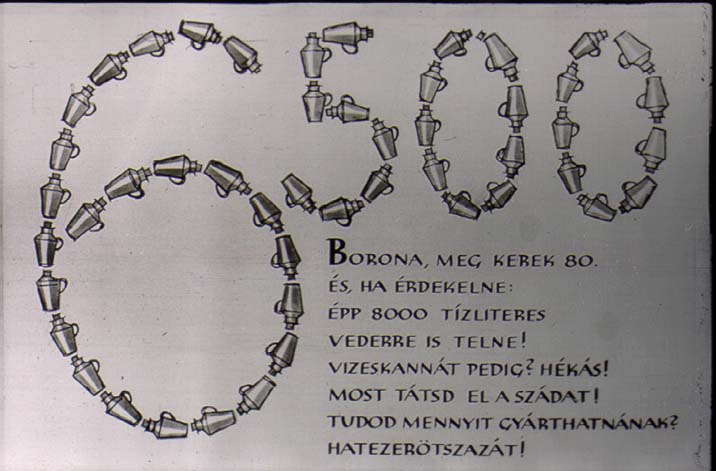 6500
BORONA, MEG KEREK 80.
ÉS, HA ÉRDEKELNE:
ÉPP 8000 TÍZLITERES
VEDERRE IS TELNE!
VIZESKANNÁT PEDIG? HÉKÁS!
MOST TÁTSD EL A SZÁDAT!
TUDOD MENNYIT GYÁRTHATNÁNAK?
HATEZERÖTSZAZÁT!